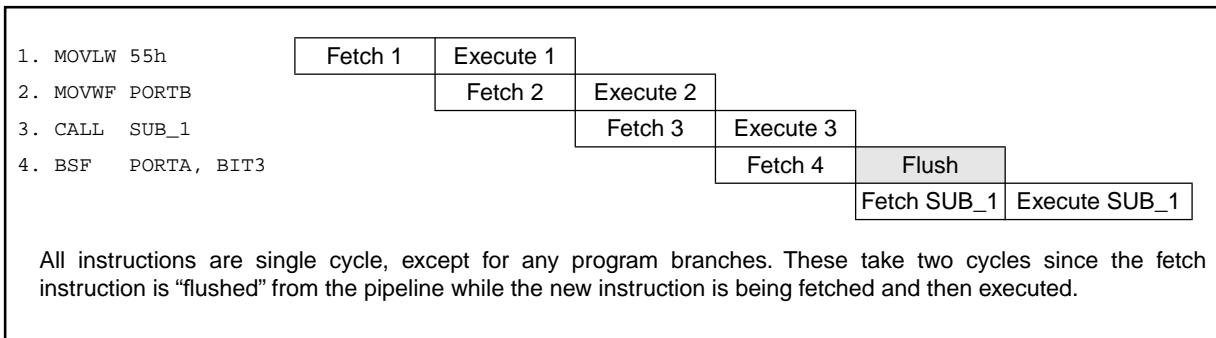 1. MOVLW 55h Fetch 1 Execute 1
2. MOVWF PORTB Fetch 2 Execute 2
3. CALL SUB_1 Fetch 3 Execute 3
4. BSF PORTA, BIT3 Fetch 4 Flush
Fetch SUB_1 Execute SUB_1
All instructions are single cycle, except for any program branches. These take two cycles since the fetch
instruction is “flushed” from the pipeline while the new instruction is being fetched and then executed.